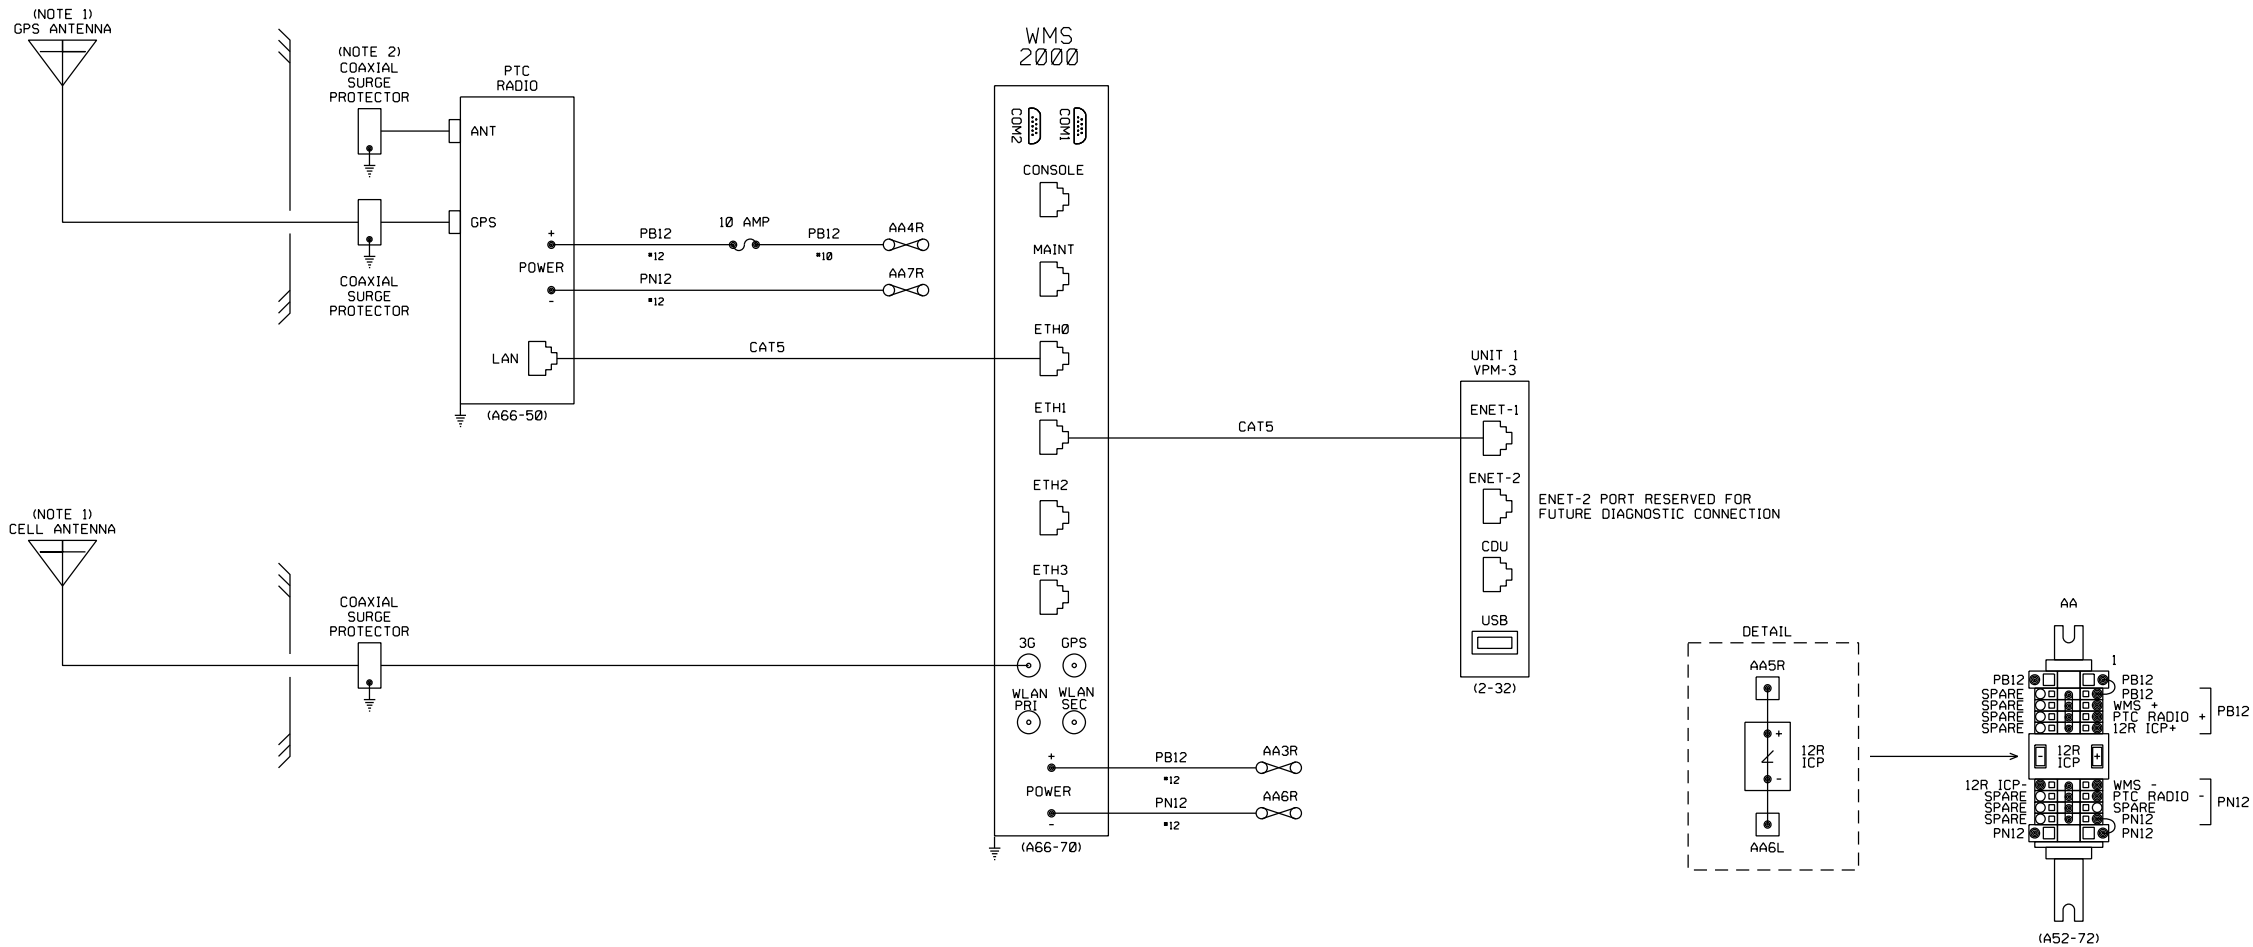 (NOTE 1)
GPS ANTENNA
(NOTE 2)
COAXIAL
SURGE
PROTECTOR
PTC
RADIO
ANT
GPS
COAXIAL
SURGE
PROTECTOR
+
POWER
-
PB12
#12
10 AMP
PB12
#10
AA4R
PN12
#12
AA7R
LAN
CAT5
(A66-50)
WMS
2000
COM2
COM1
CONSOLE
MAINT
ETH0
ETH1
ETH2
ETH3
3G
GPS
WLAN
PRI
WLAN
SEC
+
POWER
-
(A66-70)
CAT5
UNIT 1
VPM-3
ENET-1
ENET-2
ENET-2 PORT RESERVED FOR
FUTURE DIAGNOSTIC CONNECTION
CDU
USB
(2-32)
(NOTE 1)
CELL ANTENNA
COAXIAL
SURGE
PROTECTOR
PB12
#12
AA3R
PN12
#12
AA6R
DETAIL
AA5R
+
12R
ICP
-
AA6L
AA
1
PB12
PB12
SPARE
PB12
SPARE
WMS +
SPARE
PTC RADIO +
SPARE
12R ICP+
PB12
-
12R
ICP
+
12R ICP-
WMS -
SPARE
PTC RADIO -
SPARE
SPARE
SPARE
PN12
PN12
PN12
PN12
(A52-72)